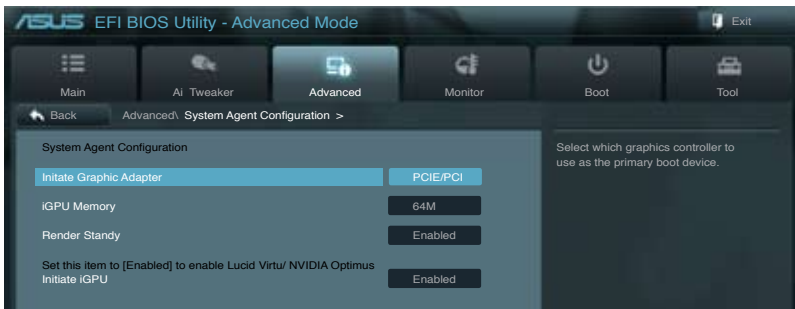 ASUS EFI BIOS Utility - Advanced Mode Exit
Main Ai Tweaker Advanced Monitor Boot Tool
Back Advanced\ System Agent Configuration >
System Agent Configuration
Select which graphics controller to
use as the primary boot device.
Initate Graphic Adapter PCIE/PCI
iGPU Memory 64M
Render Standy Enabled
Set this item to [Enabled] to enable Lucid Virtu/ NVIDIA Optimus
Initiate iGPU Enabled